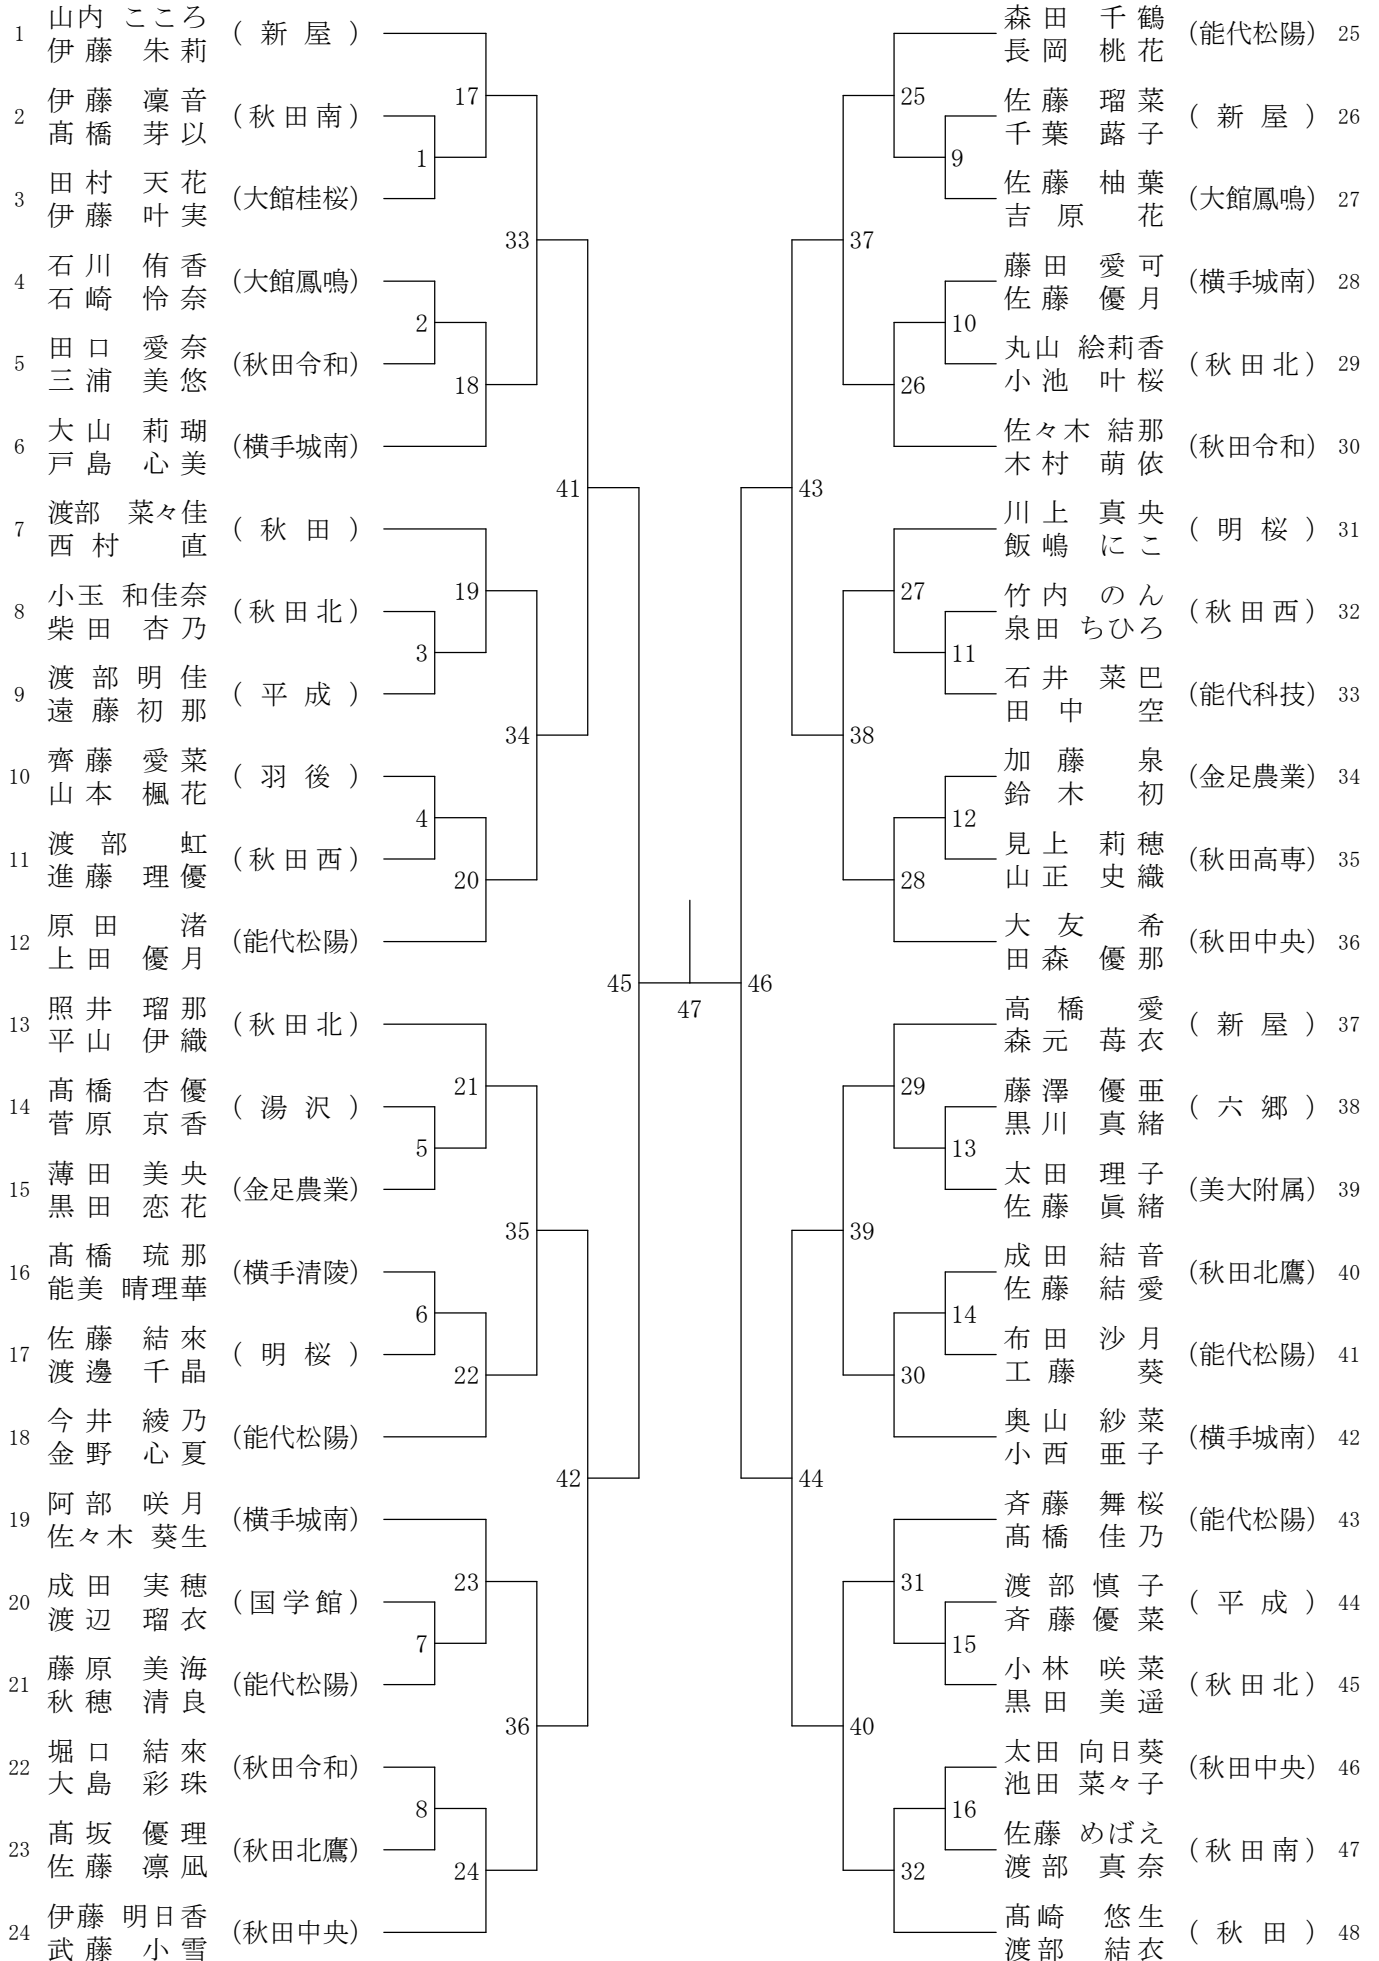 1 山内 こころ (新屋)
伊藤 朱莉
2 伊藤 凜音 (秋田南)
髙橋 芽以
3 田村 天花 (大館桂桜)
伊藤 叶実
4 石川 侑香 (大館鳳鳴)
石崎 怜奈
5 田口 愛奈 (秋田令和)
三浦 美悠
6 大山 莉瑚 (横手城南)
戸島 心美
7 渡部 菜々佳 (秋田)
西村 直
8 小玉 和佳奈 (秋田北)
柴田 杏乃
9 渡部 明佳 (平成)
遠藤 初那
10 齊藤 愛菜 (羽後)
山本 楓花
11 渡部 虹 (秋田西)
進藤 理優
12 原田 渚 (能代松陽)
上田 優月
13 照井 瑠那 (秋田北)
平山 伊織
14 髙橋 杏優 (湯沢)
菅原 京香
15 薄田 美央 (金足農業)
黒田 恋花
16 髙橋 琉那 (横手清陵)
能美 晴理華
17 佐藤 結來 (明桜)
渡邊 千晶
18 今井 綾乃 (能代松陽)
金野 心夏
19 阿部 咲月 (横手城南)
佐々木 葵生
20 成田 実穂 (国学館)
渡辺 瑠衣
21 藤原 美海 (能代松陽)
秋穂 清良
22 堀口 結來 (秋田令和)
大島 彩珠
23 髙坂 優理 (秋田北鷹)
佐藤 凛凪
24 伊藤 明日香 (秋田中央)
武藤 小雪
17
1
33
2
18
41
19
3
34
4
20
45
21
5
35
6
22
42
23
7
36
8
24
47
46
25
9
37
10
26
43
27
11
38
12
28
29
13
39
14
30
44
31
15
40
16
32
森田 千鶴 (能代松陽) 25
長岡 桃花
佐藤 瑠菜 (新屋) 26
千葉 蕗子
佐藤 柚葉 (大館鳳鳴) 27
吉原 花
藤田 愛可 (横手城南) 28
佐藤 優月
丸山 絵莉香 (秋田北) 29
小池 叶桜
佐々木 結那 (秋田令和) 30
木村 萌依
川上 真央 (明桜) 31
飯嶋 にこ
竹内 のん (秋田西) 32
泉田 ちひろ
石井 菜巴 (能代科技) 33
田中 空
加藤 泉 (金足農業) 34
鈴木 初
見上 莉穂 (秋田高専) 35
山正 史織
大友 希 (秋田中央) 36
田森 優那
高橋 愛 (新屋) 37
森元 苺衣
藤澤 優亜 (六郷) 38
黒川 真緒
太田 理子 (美大附属) 39
佐藤 眞緒
成田 結音 (秋田北鷹) 40
佐藤 結愛
布田 沙月 (能代松陽) 41
工藤 葵
奥山 紗菜 (横手城南) 42
小西 亜子
斉藤 舞桜 (能代松陽) 43
髙橋 佳乃
渡部 慎子 (平成) 44
斉藤 優菜
小林 咲菜 (秋田北) 45
黒田 美遥
太田 向日葵 (秋田中央) 46
池田 菜々子
佐藤 めばえ (秋田南) 47
渡部 真奈
髙崎 悠生 (秋田) 48
渡部 結衣